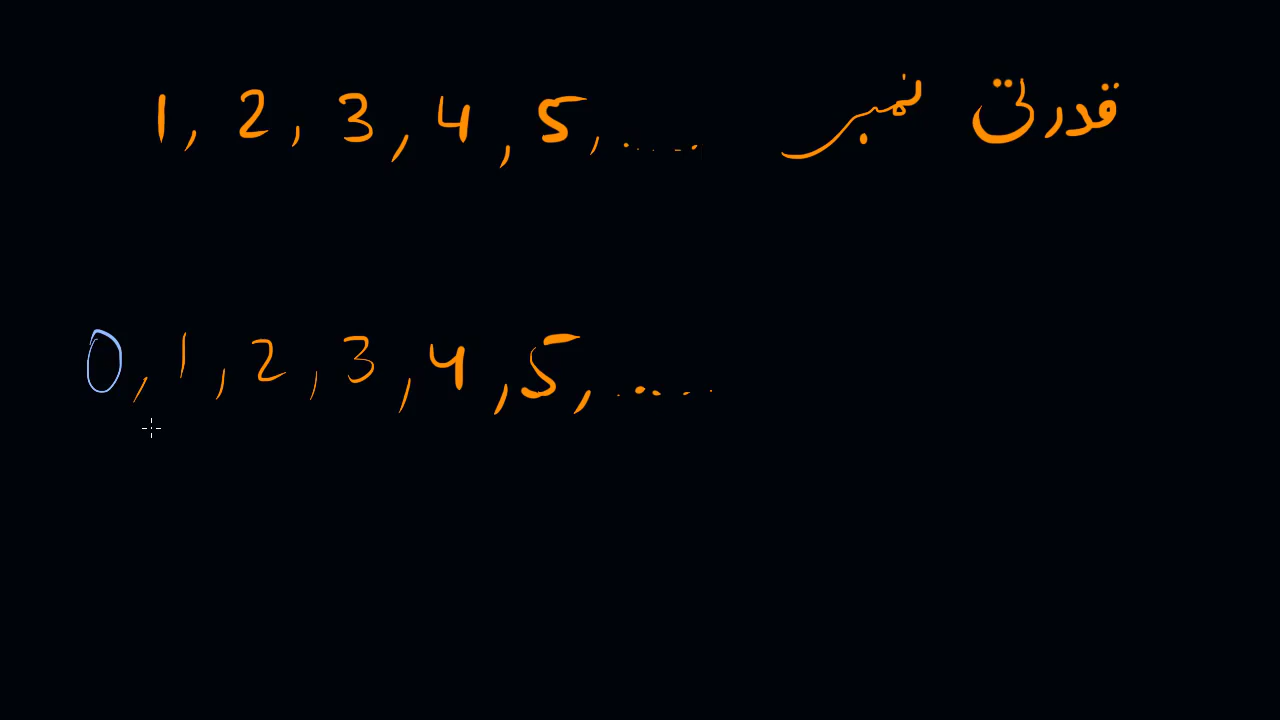 1, 2, 3, 4, 5, ..... قدرتی نمبر
0, 1, 2, 3, 4, 5, .....